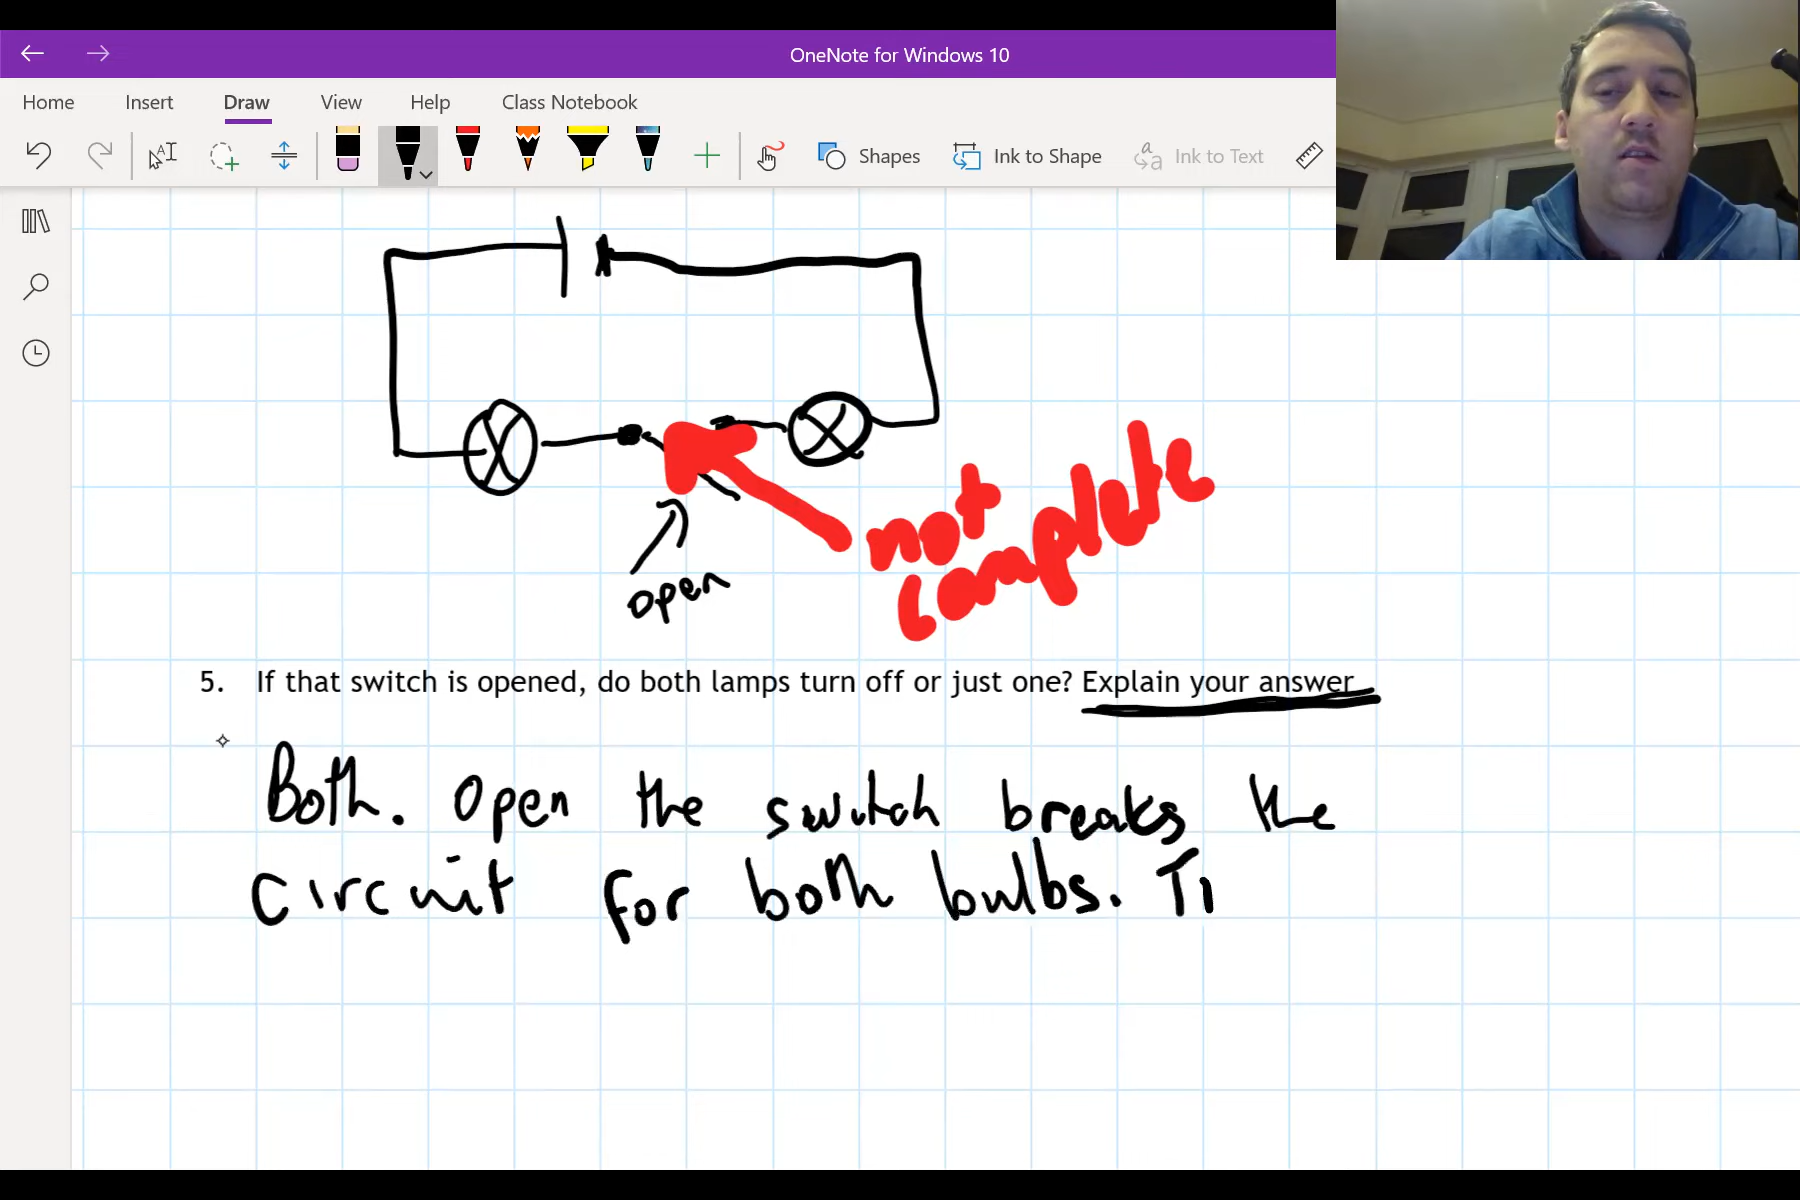 OneNote for Windows 10
Home Insert Draw View Help Class Notebook
Shapes Ink to Shape Ink to Text
open
not
complete
5. If that switch is opened, do both lamps turn off or just one? Explain your answer
Both. Open the switch breaks the
circuit for both bulbs. T